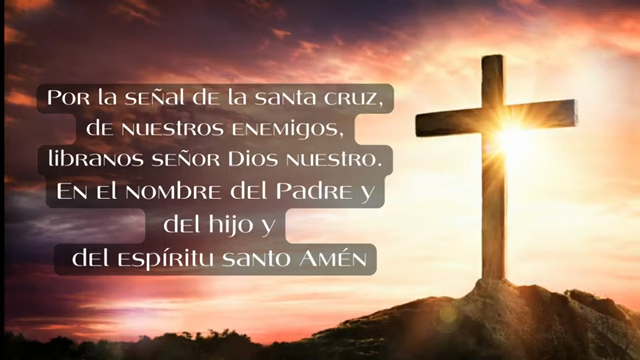 Por la señal de la santa cruz,
de nuestros enemigos,
libranos señor Dios nuestro.
En el nombre del Padre y
del hijo y
del espíritu santo Amén